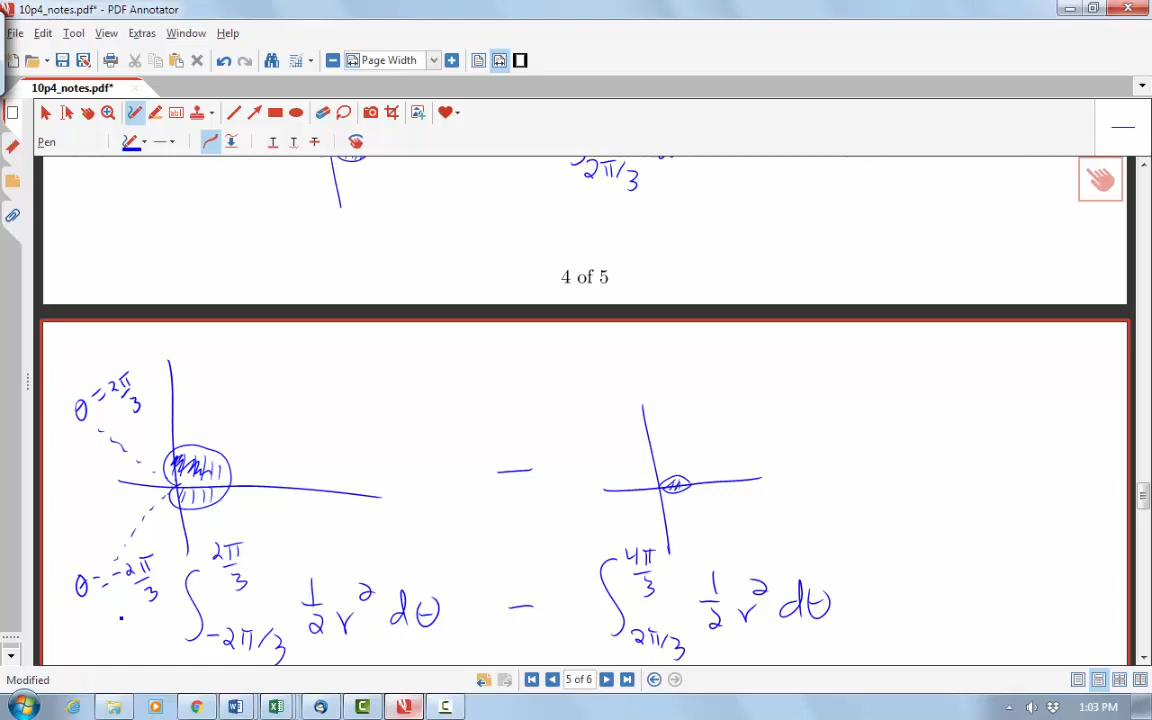 10p4_notes.pdf* - PDF Annotator
File Edit Tool View Extras Window Help
Page Width
10p4_notes.pdf*
Pen
2π/3
4 of 5
θ = 2π/3
−
θ = -2π/3
∫_{-2π/3}^{2π/3} 1/2 r² dθ − ∫_{2π/3}^{4π/3} 1/2 r² dθ
Modified
5 of 6
1:03 PM